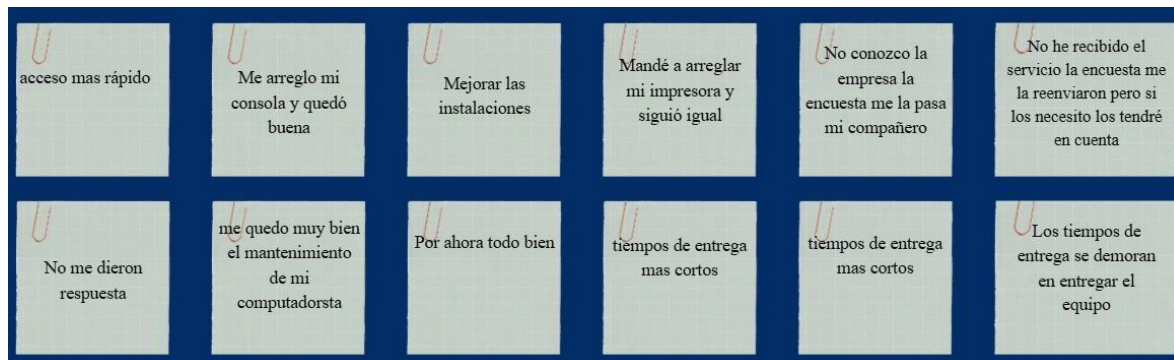 acceso mas rápido
Me arreglo mi
consola y quedó
buena
Mejorar las
instalaciones
Mandé a arreglar
mi impresora y
siguió igual
No conozco la
empresa la
encuesta me la pasa
mi compañero
No he recibido el
servicio la encuesta me
la reenviaron pero si
los necesito los tendré
en cuenta
No me dieron
respuesta
me quedo muy bien
el mantenimiento
de mi
computadorsta
Por ahora todo bien
tiempos de entrega
mas cortos
tiempos de entrega
mas cortos
Los tiempos de
entrega se demoran
en entregar el
equipo